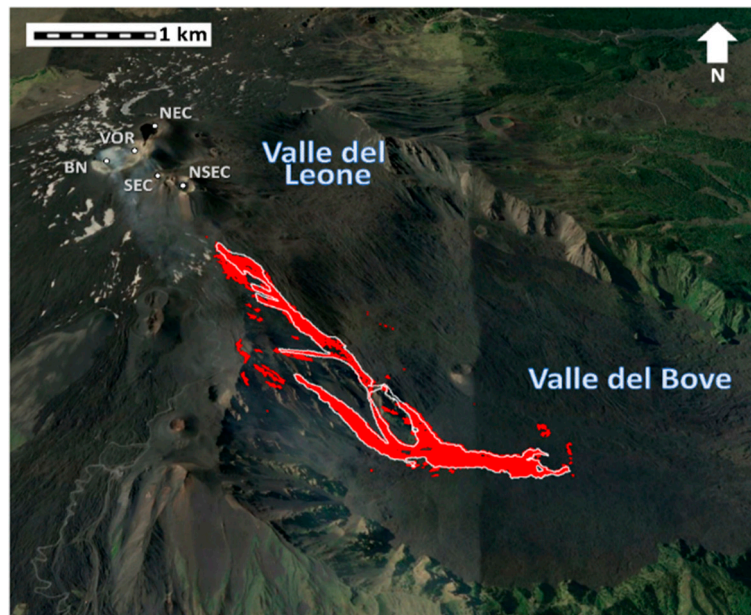 1 km
N
NEC
VOR
BN
SEC
NSEC
Valle del
Leone
Valle del Bove